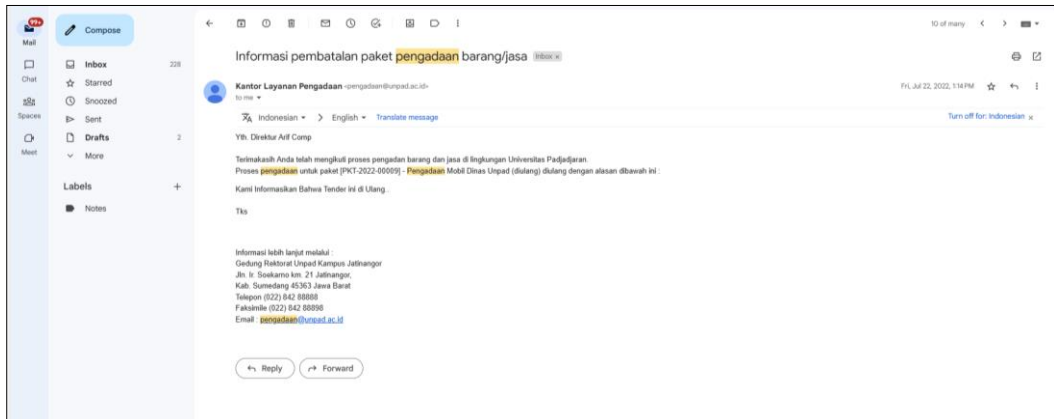 99+
Mail
Chat
Spaces
Meet
Compose
Inbox 228
Starred
Snoozed
Sent
Drafts 2
More
Labels +
Notes
10 of many
Informasi pembatalan paket pengadaan barang/jasa Inbox x
Kantor Layanan Pengadaan <pengadaan@unpad.ac.id>
to me
Fri, Jul 22, 2022, 1:14 PM
Indonesian > English Translate message
Turn off for: Indonesian x
Yth. Direktur Arif Comp
Terimakasih Anda telah mengikuti proses pengadan barang dan jasa di lingkungan Universitas Padjadjaran.
Proses pengadaan untuk paket [PKT-2022-00009] - Pengadaan Mobil Dinas Unpad (diulang) diulang dengan alasan dibawah ini :
Kami Informasikan Bahwa Tender ini di Ulang .
Tks
Informasi lebih lanjut melalui :
Gedung Rektorat Unpad Kampus Jatinangor
Jln. Ir. Soekarno km. 21 Jatinangor,
Kab. Sumedang 45363 Jawa Barat
Telepon (022) 842 88888
Faksimile (022) 842 88898
Email : pengadaan@unpad.ac.id
Reply
Forward